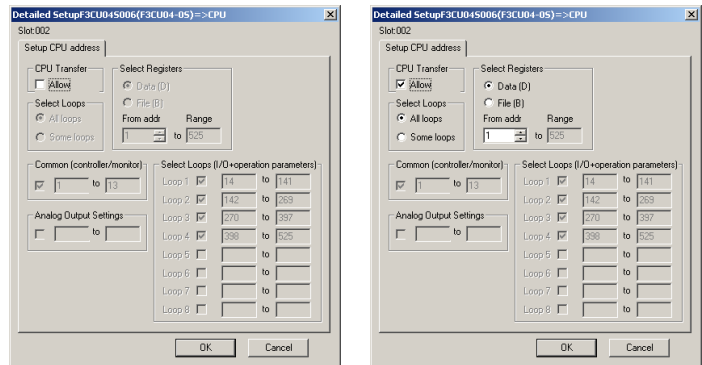 Detailed SetupF3CU04S006(F3CU04-0S)=>CPU
Slot:002
Setup CPU address
CPU Transfer
Allow
Select Registers
Data (D)
File (B)
From addr Range
1 to 525
Select Loops
All loops
Some loops
Common (controller/monitor)
1 to 13
Analog Output Settings
to
Select Loops (I/O+operation parameters)
Loop 1 14 to 141
Loop 2 142 to 269
Loop 3 270 to 397
Loop 4 398 to 525
Loop 5 to
Loop 6 to
Loop 7 to
Loop 8 to
OK Cancel
Detailed SetupF3CU04S006(F3CU04-0S)=>CPU
Slot:002
Setup CPU address
CPU Transfer
Allow
Select Registers
Data (D)
File (B)
From addr Range
1 to 525
Select Loops
All loops
Some loops
Common (controller/monitor)
1 to 13
Analog Output Settings
to
Select Loops (I/O+operation parameters)
Loop 1 14 to 141
Loop 2 142 to 269
Loop 3 270 to 397
Loop 4 398 to 525
Loop 5 to
Loop 6 to
Loop 7 to
Loop 8 to
OK Cancel